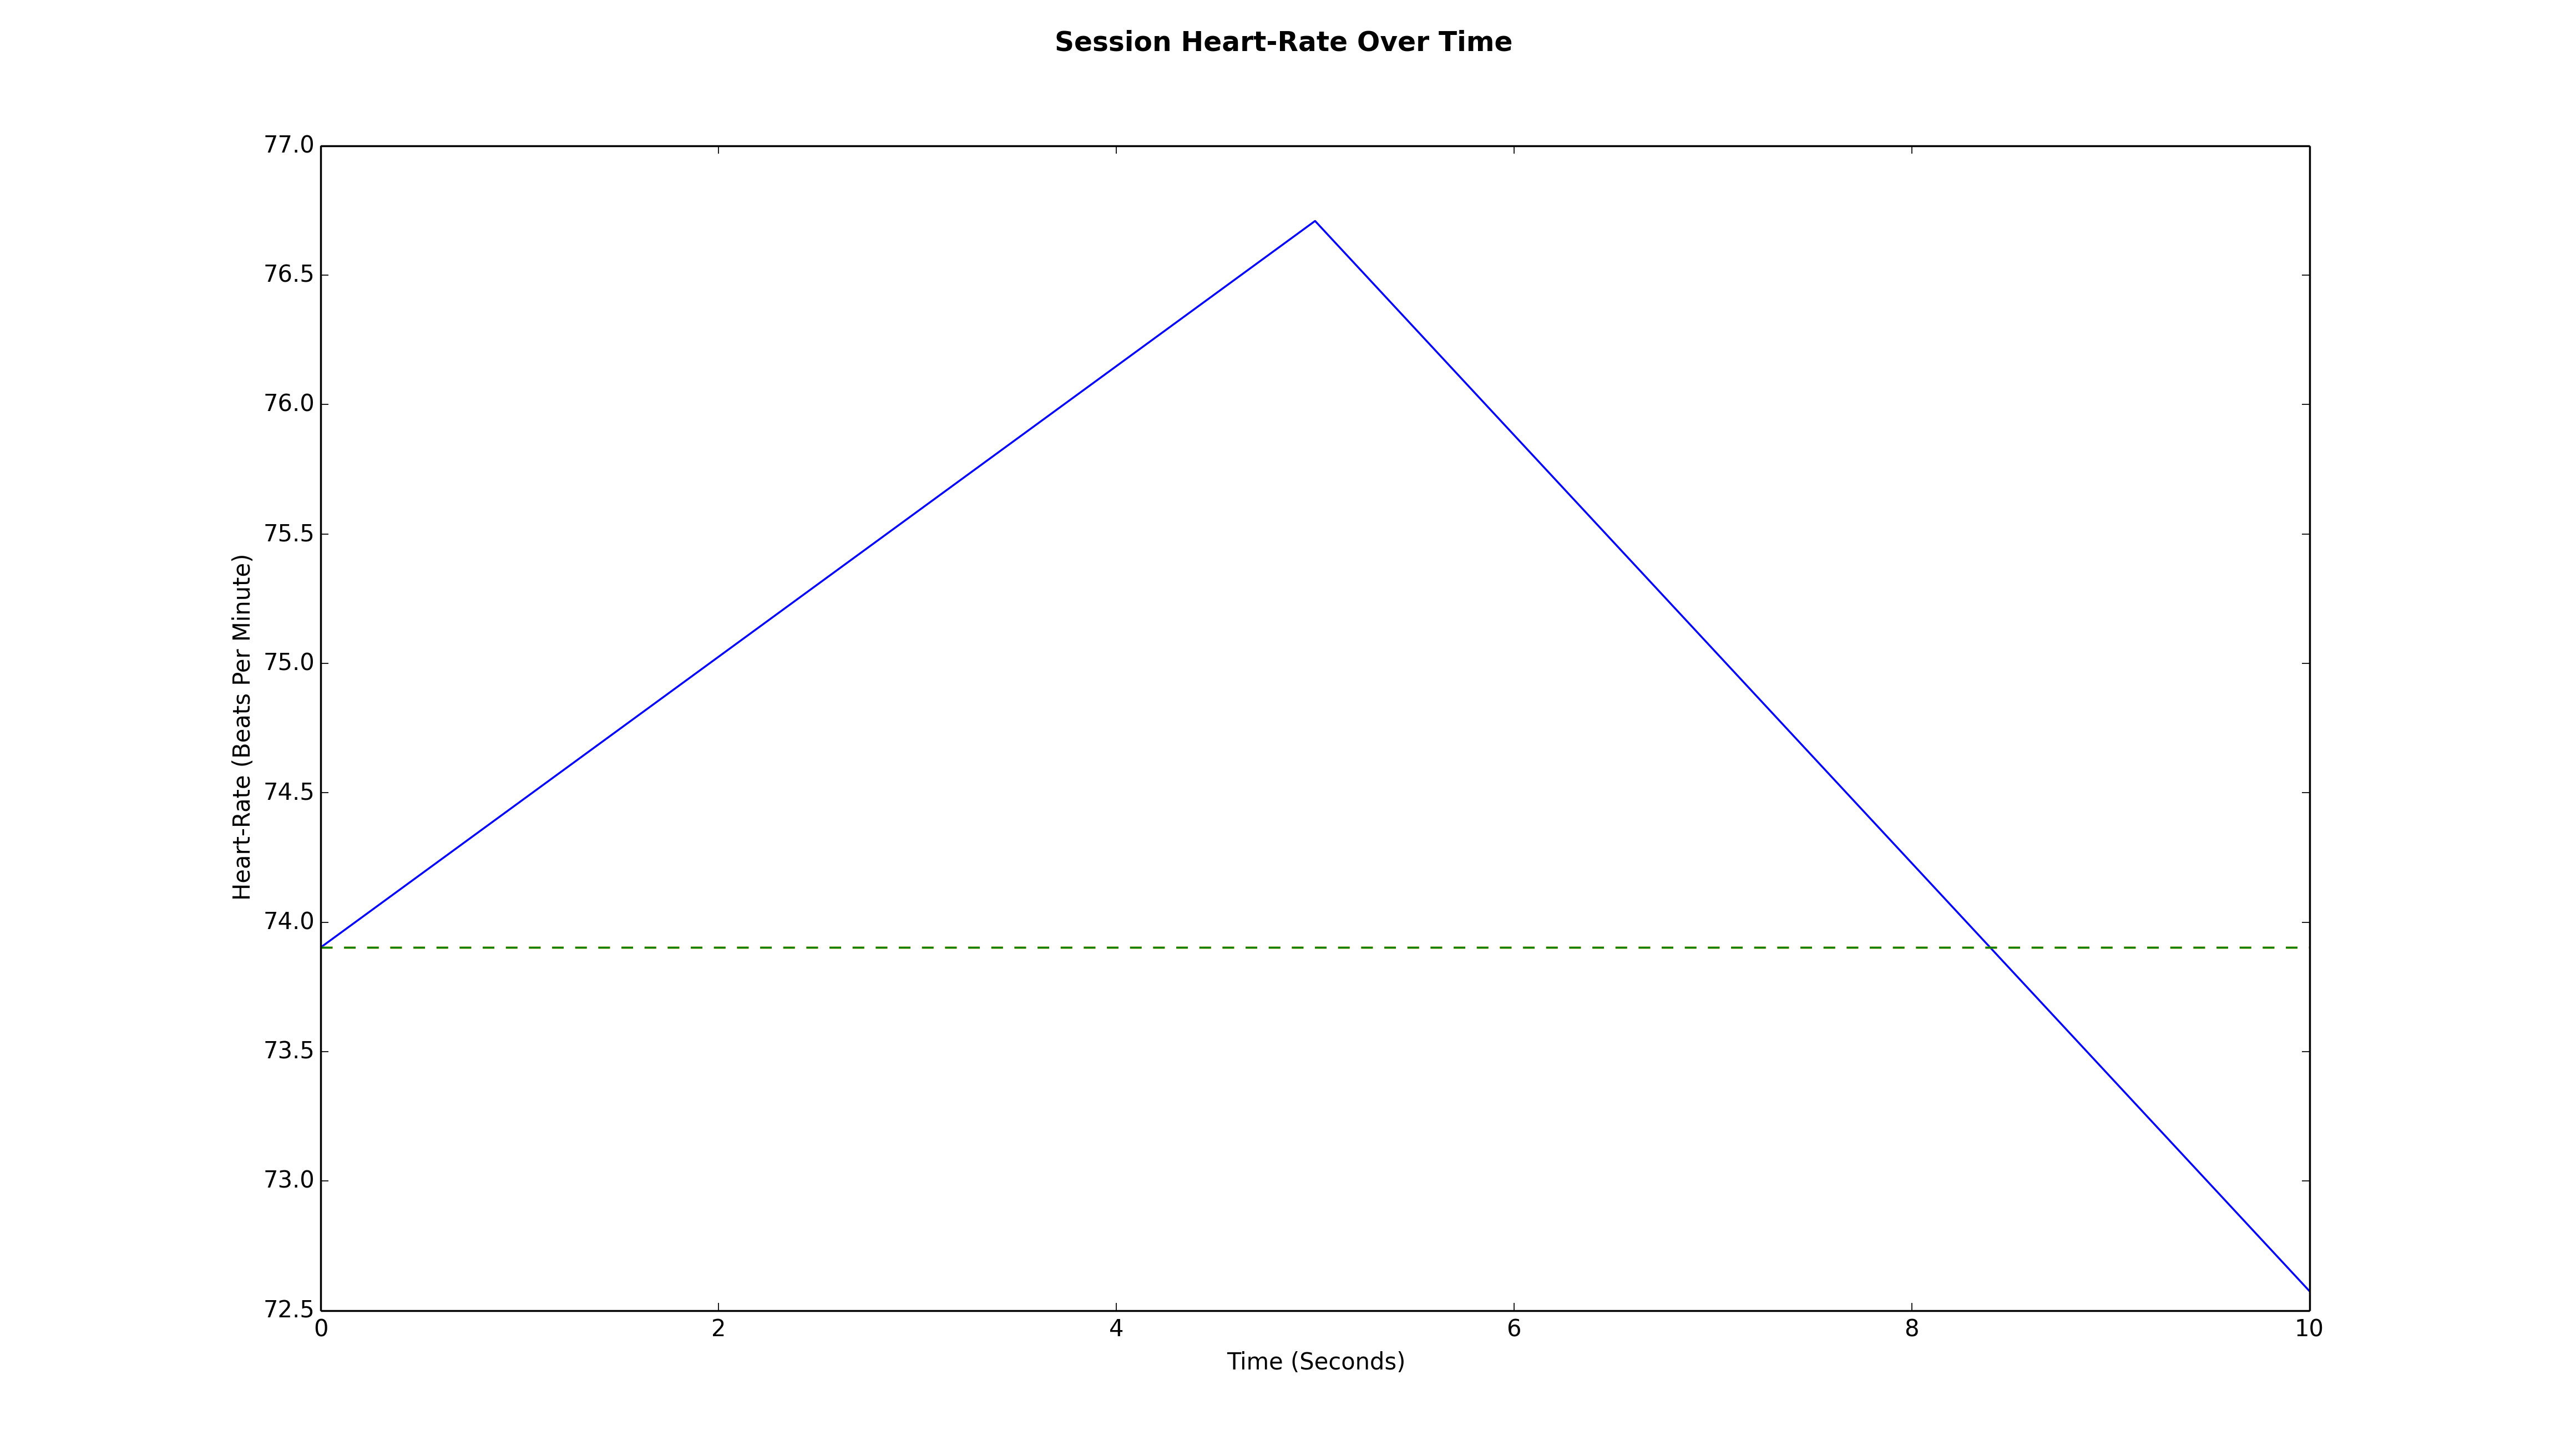 Session Heart-Rate Over Time
77.0
76.5
76.0
75.5
75.0
74.5
74.0
73.5
73.0
72.5
Heart-Rate (Beats Per Minute)
0 2 4 6 8 10
Time (Seconds)